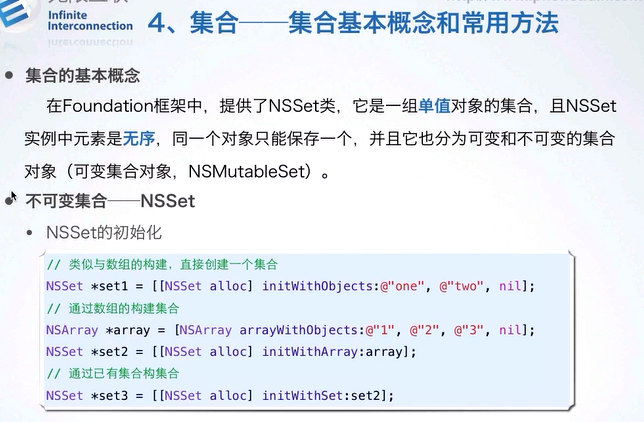 Infinite
Interconnection
4、集合——集合基本概念和常用方法
集合的基本概念
在Foundation框架中，提供了NSSet类，它是一组单值对象的集合，且NSSet
实例中元素是无序，同一个对象只能保存一个，并且它也分为可变和不可变的集合
对象（可变集合对象，NSMutableSet）。
不可变集合——NSSet
NSSet的初始化
// 类似与数组的构建，直接创建一个集合
NSSet *set1 = [[NSSet alloc] initWithObjects:@"one", @"two", nil];
// 通过数组的构建集合
NSArray *array = [NSArray arrayWithObjects:@"1", @"2", @"3", nil];
NSSet *set2 = [[NSSet alloc] initWithArray:array];
// 通过已有集合构集合
NSSet *set3 = [[NSSet alloc] initWithSet:set2];